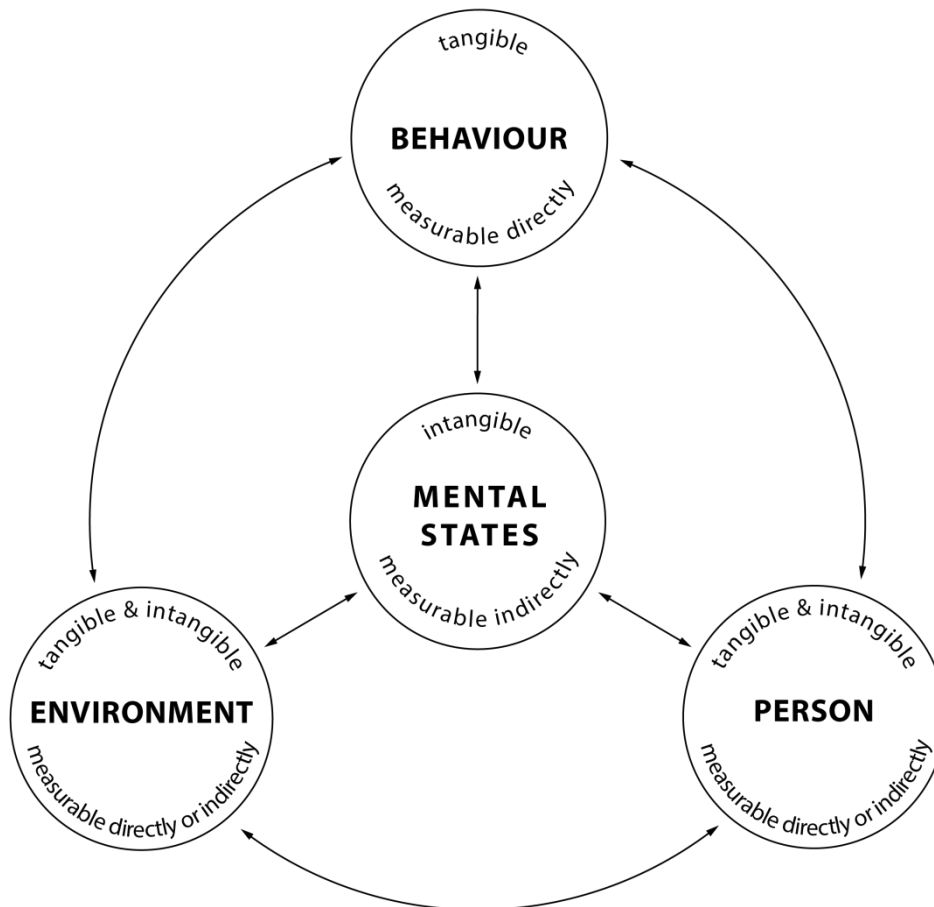 tangible
BEHAVIOUR
measurable directly
intangible
MENTAL
STATES
measurable indirectly
tangible & intangible
ENVIRONMENT
measurable directly or indirectly
tangible & intangible
PERSON
measurable directly or indirectly